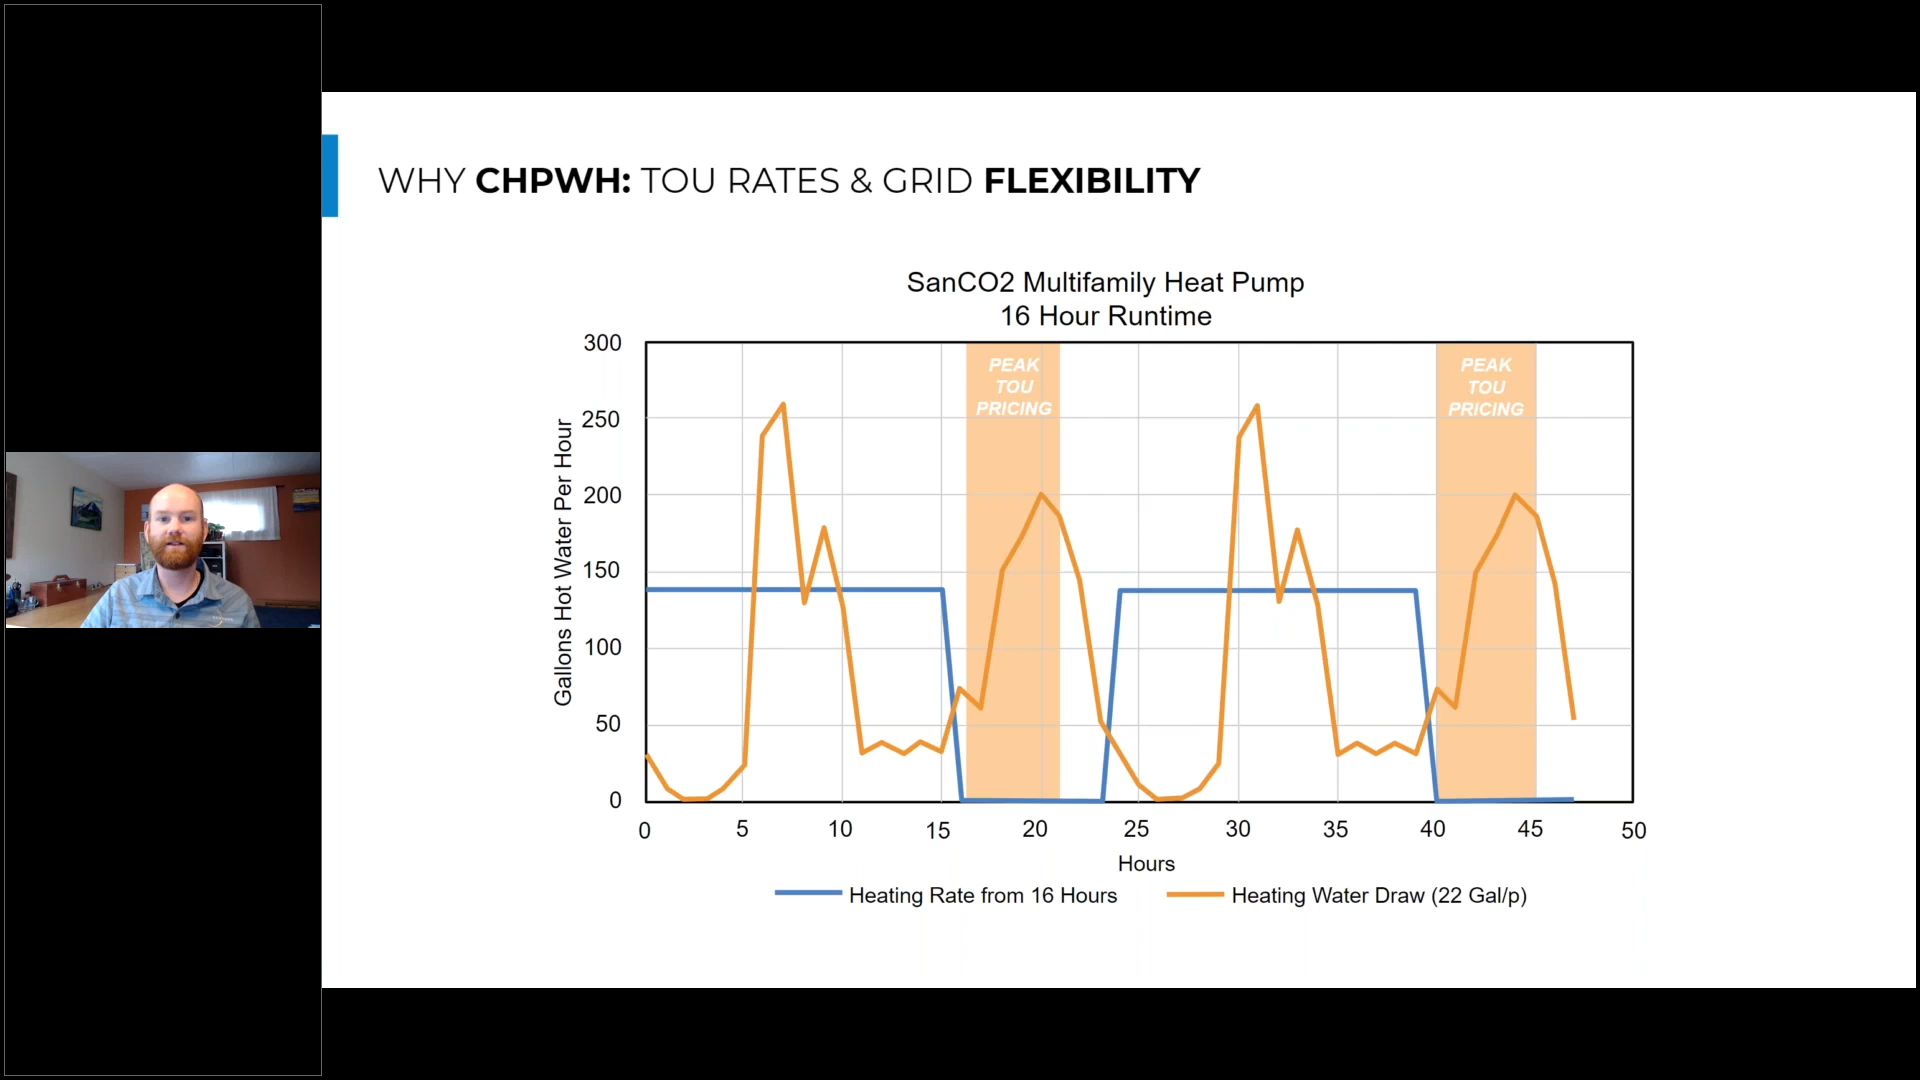 WHY CHPWH: TOU RATES & GRID FLEXIBILITY
SanCO2 Multifamily Heat Pump
16 Hour Runtime
Gallons Hot Water Per Hour
300
250
200
150
100
50
0
PEAK
TOU
PRICING
PEAK
TOU
PRICING
0 5 10 15 20 25 30 35 40 45 50
Hours
Heating Rate from 16 Hours
Heating Water Draw (22 Gal/p)